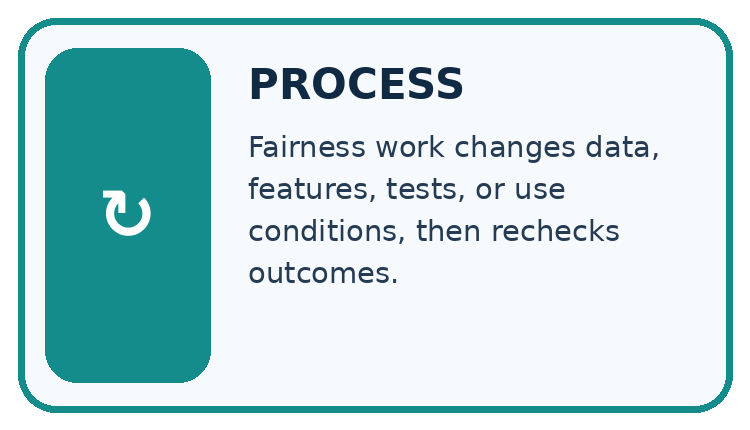 PROCESS
Fairness work changes data,
features, tests, or use
conditions, then rechecks
outcomes.